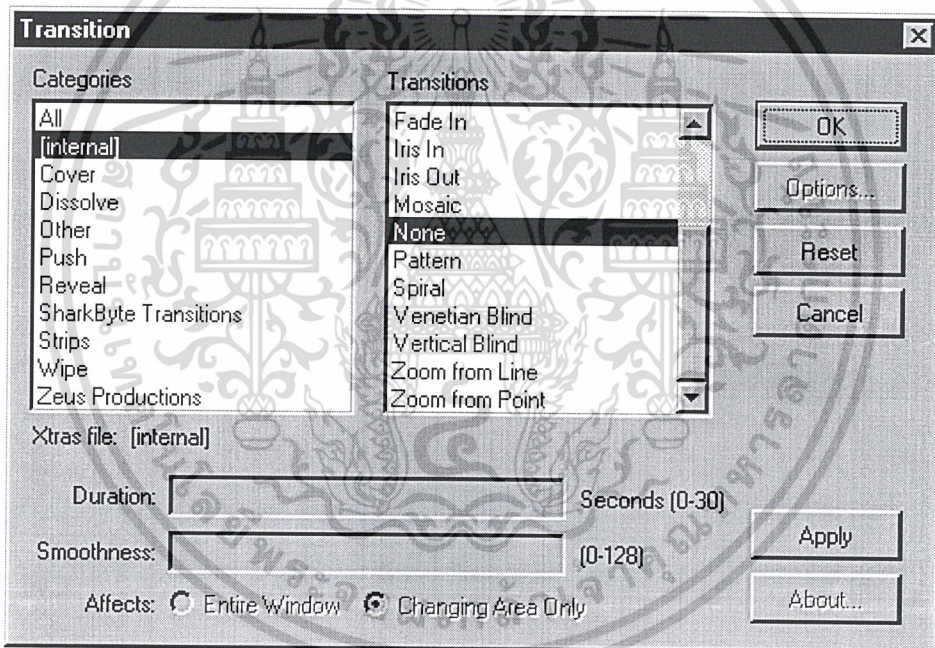 Transition
Categories
All
[internal]
Cover
Dissolve
Other
Push
Reveal
SharkByte Transitions
Strips
Wipe
Zeus Productions
Transitions
Fade In
Iris In
Iris Out
Mosaic
None
Pattern
Spiral
Venetian Blind
Vertical Blind
Zoom from Line
Zoom from Point
OK
Options...
Reset
Cancel
Xtras file: [internal]
Duration:
Seconds (0-30)
Smoothness:
(0-128)
Affects:
Entire Window
Changing Area Only
Apply
About...